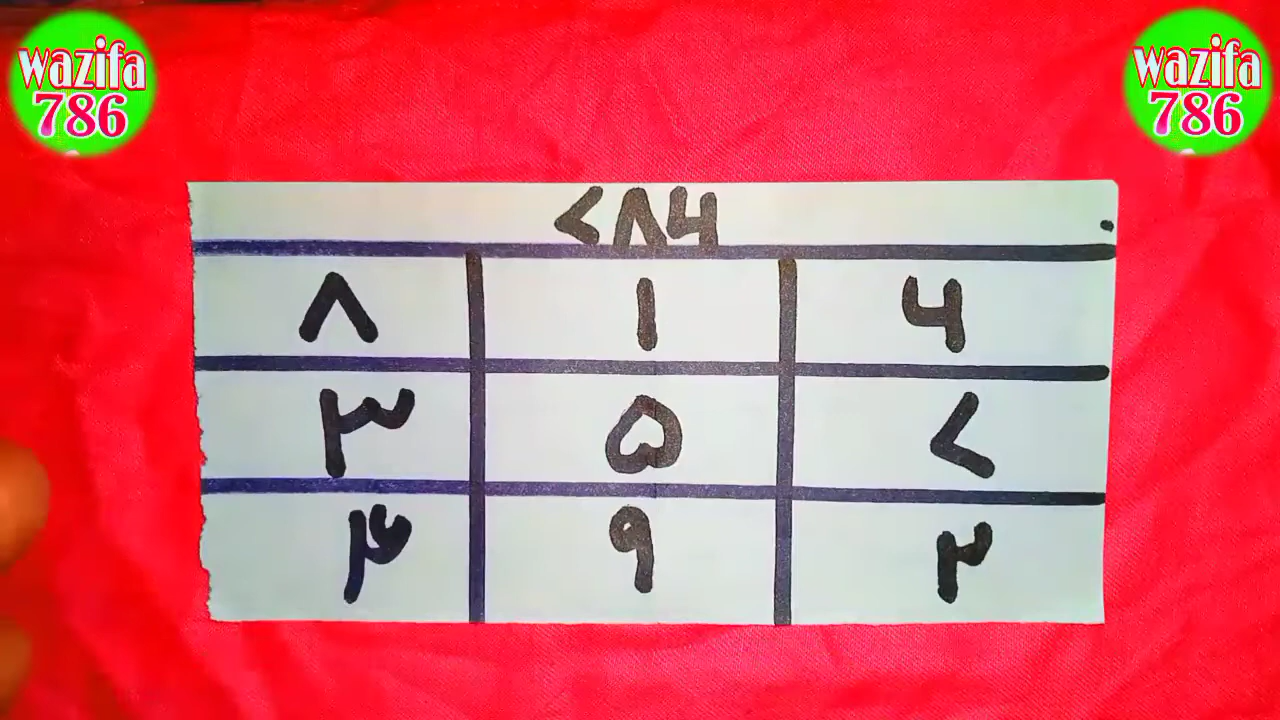 wazifa wazifa
786 786
۷۸۶
۸ ۱ ۶
۳ ۵ ۷
۴ ۹ ۲